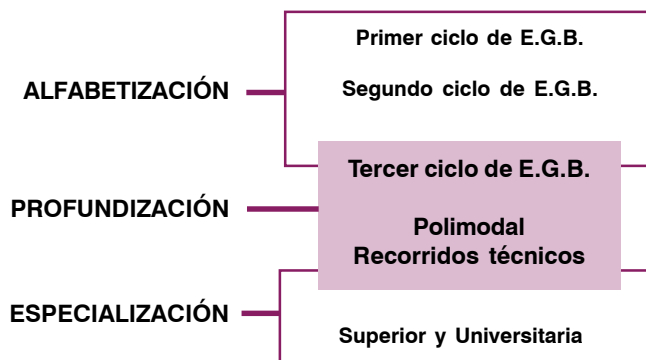 Primer ciclo de E.G.B.
ALFABETIZACIÓN
Segundo ciclo de E.G.B.
Tercer ciclo de E.G.B.
PROFUNDIZACIÓN
Polimodal
Recorridos técnicos
ESPECIALIZACIÓN
Superior y Universitaria